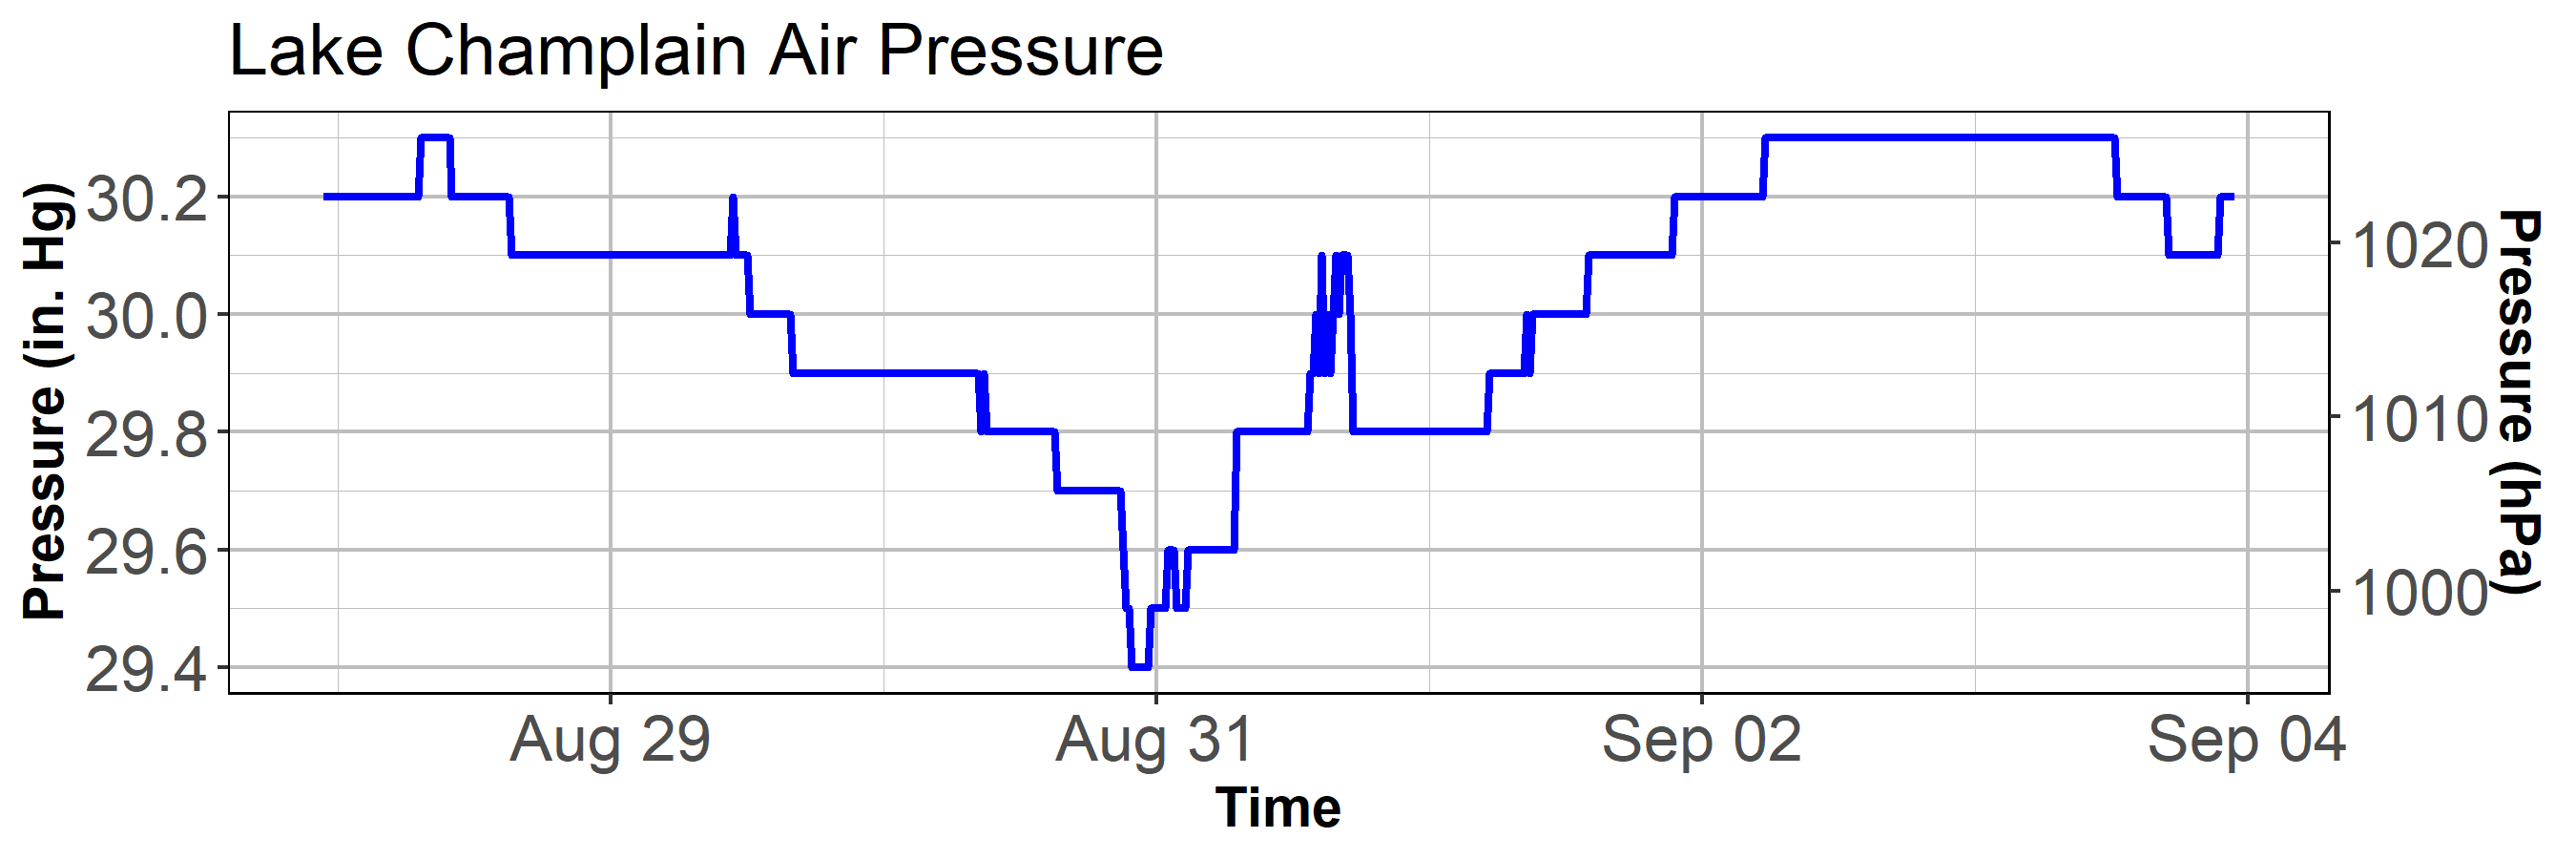 Lake Champlain Air Pressure
Pressure (in. Hg)
30.2
30.0
29.8
29.6
29.4
1020
1010
1000
Pressure (hPa)
Aug 29
Aug 31
Sep 02
Sep 04
Time